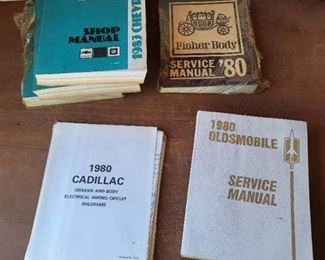 SHOP
MANUAL
1983 CHEV
Fisher Body
SERVICE
MANUAL '80
1980
CADILLAC
CHASSIS AND BODY
ELECTRICAL WIRING CIRCUIT
DIAGRAMS
1980
OLDSMOBILE
SERVICE
MANUAL